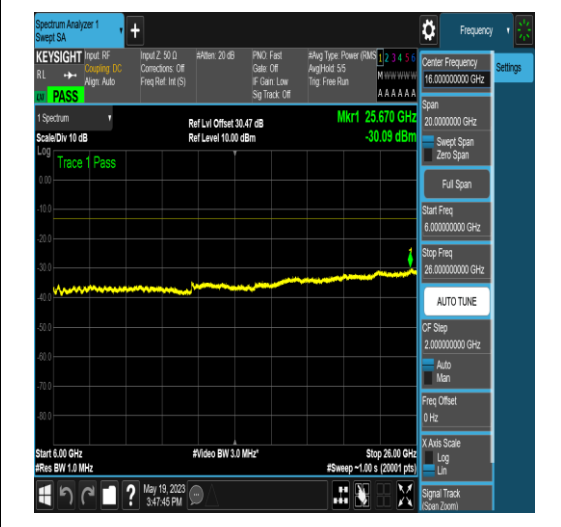 Spectrum Analyzer 1
Swept SA
+
Frequency
KEYSIGHT
RL
PASS
Input: RF
Coupling: DC
Align: Auto
Input Z: 50 Ω
Corrections: Off
Freq Ref: Int (S)
#Atten: 20 dB
PNO: Fast
Gate: Off
IF Gain: Low
Sig Track: Off
#Avg Type: Power (RMS
Avg|Hold: 5/5
Trig: Free Run
1 2 3 4 5 6
M W W W W W
A A A A A A
1 Spectrum
Scale/Div 10 dB
Ref Lvl Offset 30.47 dB
Ref Level 10.00 dBm
Mkr1 25.670 GHz
-30.09 dBm
Log
Trace 1 Pass
0.00
-10.0
-20.0
-30.0
-40.0
-50.0
-60.0
-70.0
-80.0
1
Start 6.00 GHz
#Res BW 1.0 MHz
#Video BW 3.0 MHz*
Stop 26.00 GHz
#Sweep ~1.00 s (20001 pts)
?
May 19, 2023
3:47:45 PM
Center Frequency
16.000000000 GHz
Span
20.0000000 GHz
Swept Span
Zero Span
Full Span
Start Freq
6.000000000 GHz
Stop Freq
26.000000000 GHz
AUTO TUNE
CF Step
2.000000000 GHz
Auto
Man
Freq Offset
0 Hz
X Axis Scale
Log
Lin
Signal Track
(Span Zoom)
Settings